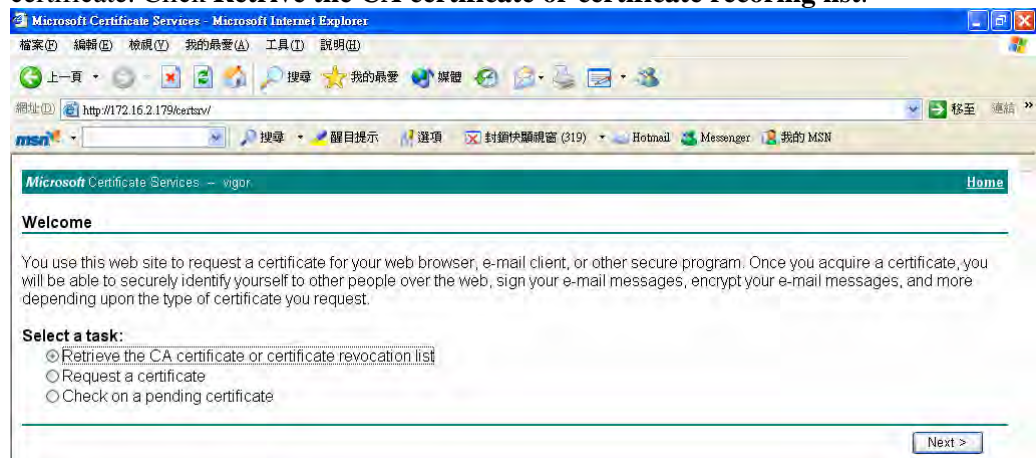 certificate. Check Retrive the CA certificate or certificate recoring list.
Microsoft Certificate Services - Microsoft Internet Explorer
檔案(F) 編輯(E) 檢視(V) 我的最愛(A) 工具(T) 說明(H)
上一頁 搜尋 我的最愛 媒體
網址(D) http://172.16.2.179/certsrv/ 移至 連結 »
msn 搜尋 醒目提示 選項 封鎖快顯視窗 (319) Hotmail Messenger 我的 MSN
Microsoft Certificate Services -- vigor Home
Welcome
You use this web site to request a certificate for your web browser, e-mail client, or other secure program. Once you acquire a certificate, you
will be able to securely identify yourself to other people over the web, sign your e-mail messages, encrypt your e-mail messages, and more
depending upon the type of certificate you request.
Select a task:
Retrieve the CA certificate or certificate revocation list
Request a certificate
Check on a pending certificate
Next >